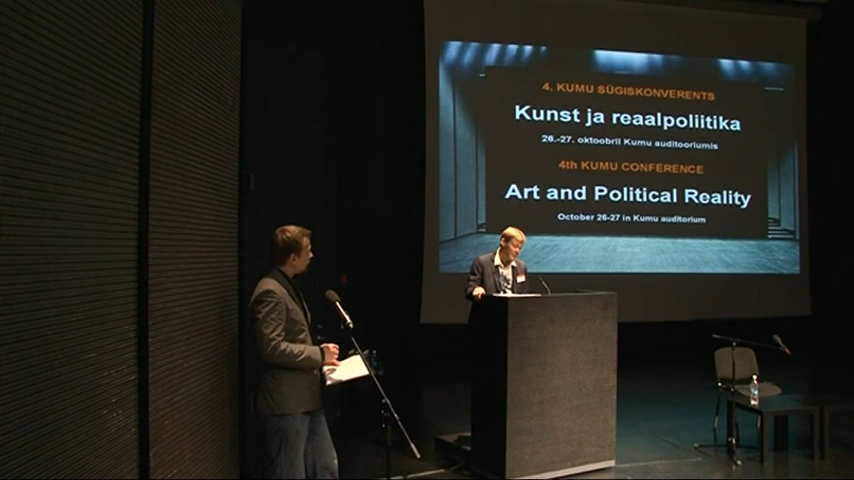 4. KUMU SÜGISKONVERENTS
Kunst ja reaalpoliitika
26.-27. oktoobril Kumu auditooriumis
4th KUMU CONFERENCE
Art and Political Reality
October 26-27 in Kumu auditorium